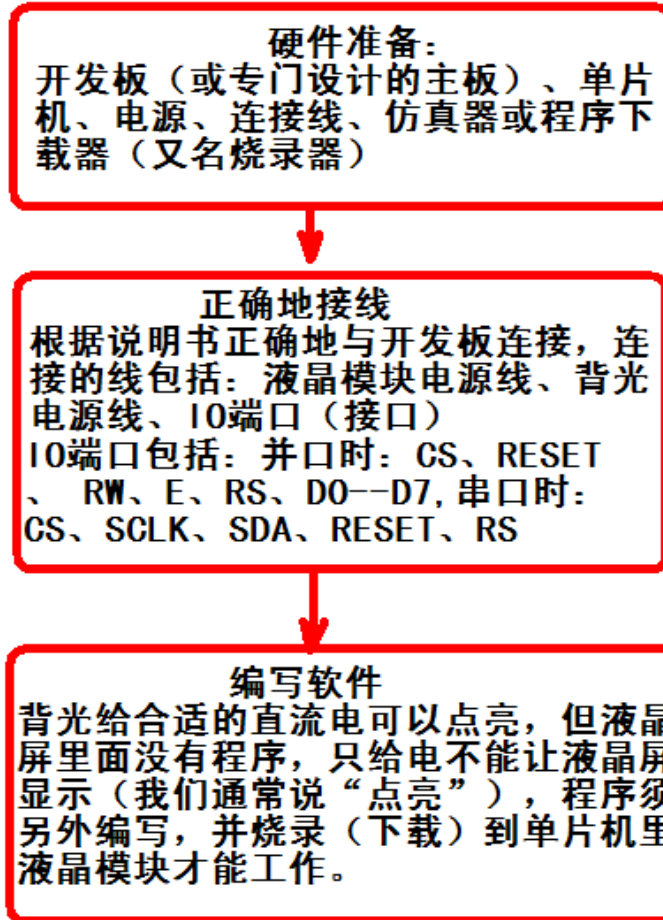 硬件准备：
开发板（或专门设计的主板）、单片
机、电源、连接线、仿真器或程序下
载器（又名烧录器）
正确地接线
根据说明书正确地与开发板连接，连
接的线包括：液晶模块电源线、背光
电源线、IO端口（接口）
IO端口包括：并口时：CS、RESET
、 RW、E、RS、D0--D7,串口时：
CS、SCLK、SDA、RESET、RS
编写软件
背光给合适的直流电可以点亮，但液晶
屏里面没有程序，只给电不能让液晶屏
显示（我们通常说“点亮”），程序须
另外编写，并烧录（下载）到单片机里
液晶模块才能工作。